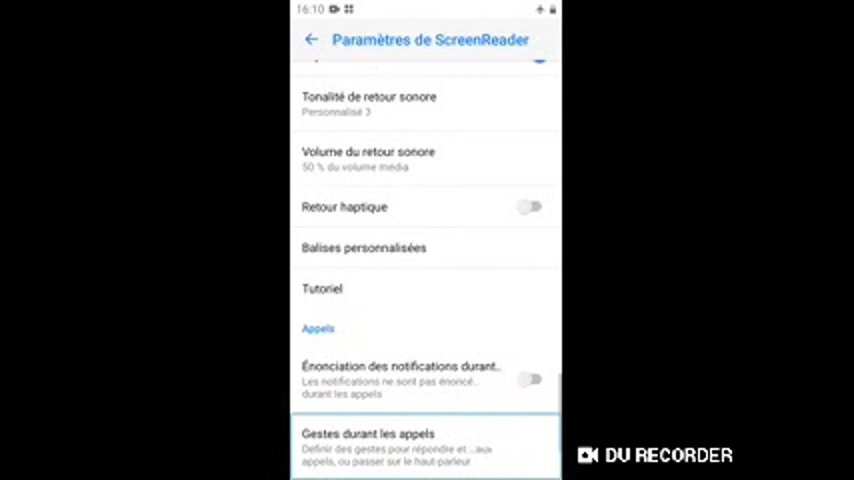 16:10
Paramètres de ScreenReader
Tonalité de retour sonore
Personnalisé 3
Volume du retour sonore
50 % du volume média
Retour haptique
Balises personnalisées
Tutoriel
Appels
Énonciation des notifications durant..
Les notifications ne sont pas énoncé...
durant les appels
Gestes durant les appels
Définir des gestes pour répondre et ...aux
appels, ou passer sur le haut-parleur
DU RECORDER